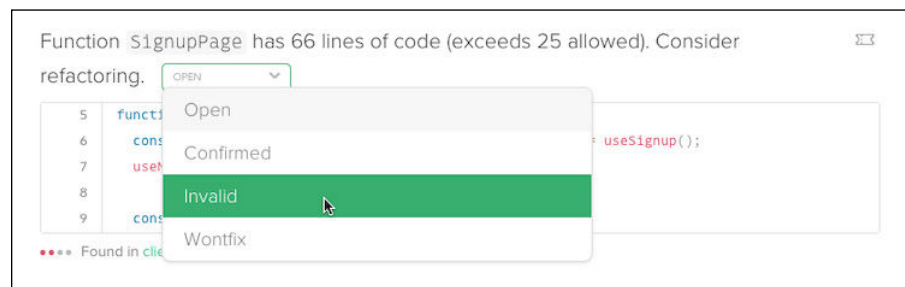 Function SignupPage has 66 lines of code (exceeds 25 allowed). Consider
refactoring. OPEN
5 functi
Open
6 cons = useSignup();
Confirmed
7 useN
8
Invalid
9 cons
Wontfix
Found in clie